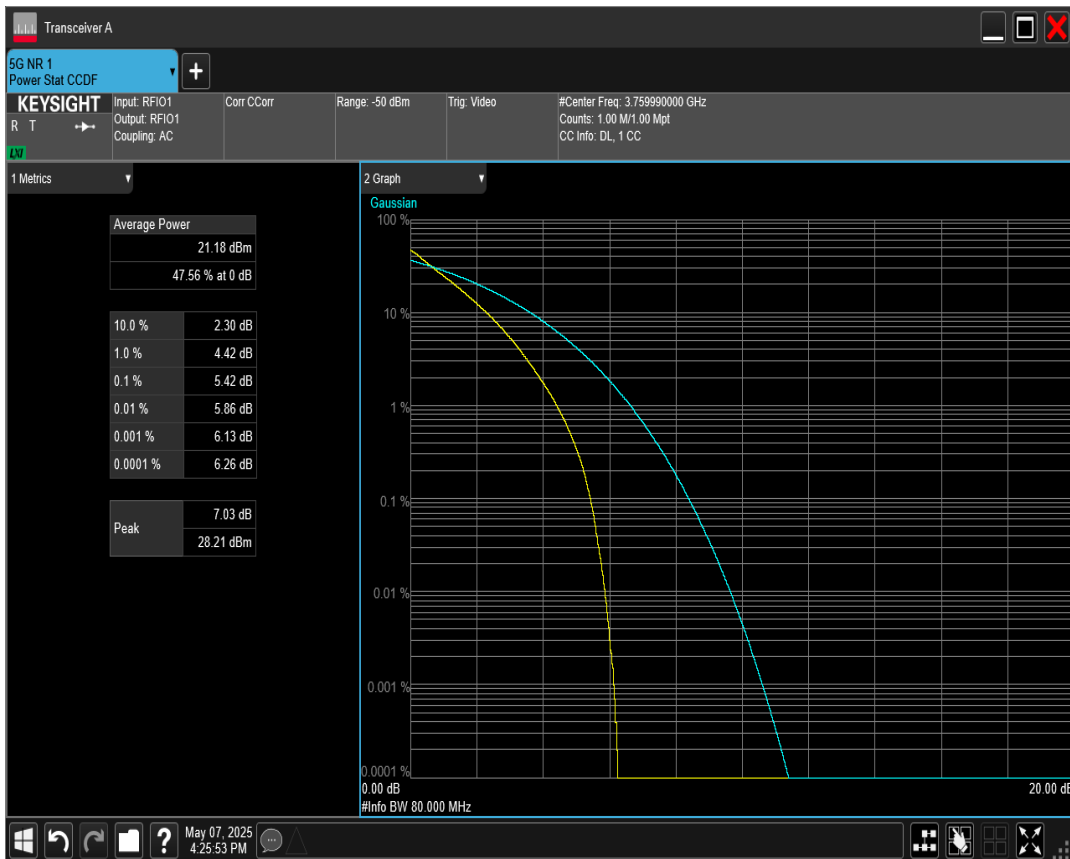 Transceiver A
5G NR 1
Power Stat CCDF
KEYSIGHT
R T
LXI
Input: RFIO1
Output: RFIO1
Coupling: AC
Corr CCorr
Range: -50 dBm
Trig: Video
#Center Freq: 3.759990000 GHz
Counts: 1.00 M/1.00 Mpt
CC Info: DL, 1 CC
1 Metrics
Average Power
21.18 dBm
47.56 % at 0 dB
10.0 % 2.30 dB
1.0 % 4.42 dB
0.1 % 5.42 dB
0.01 % 5.86 dB
0.001 % 6.13 dB
0.0001 % 6.26 dB
Peak 7.03 dB
28.21 dBm
2 Graph
Gaussian
100 %
10 %
1 %
0.1 %
0.01 %
0.001 %
0.0001 %
0.00 dB 20.00 dB
#Info BW 80.000 MHz
? May 07, 2025
4:25:53 PM